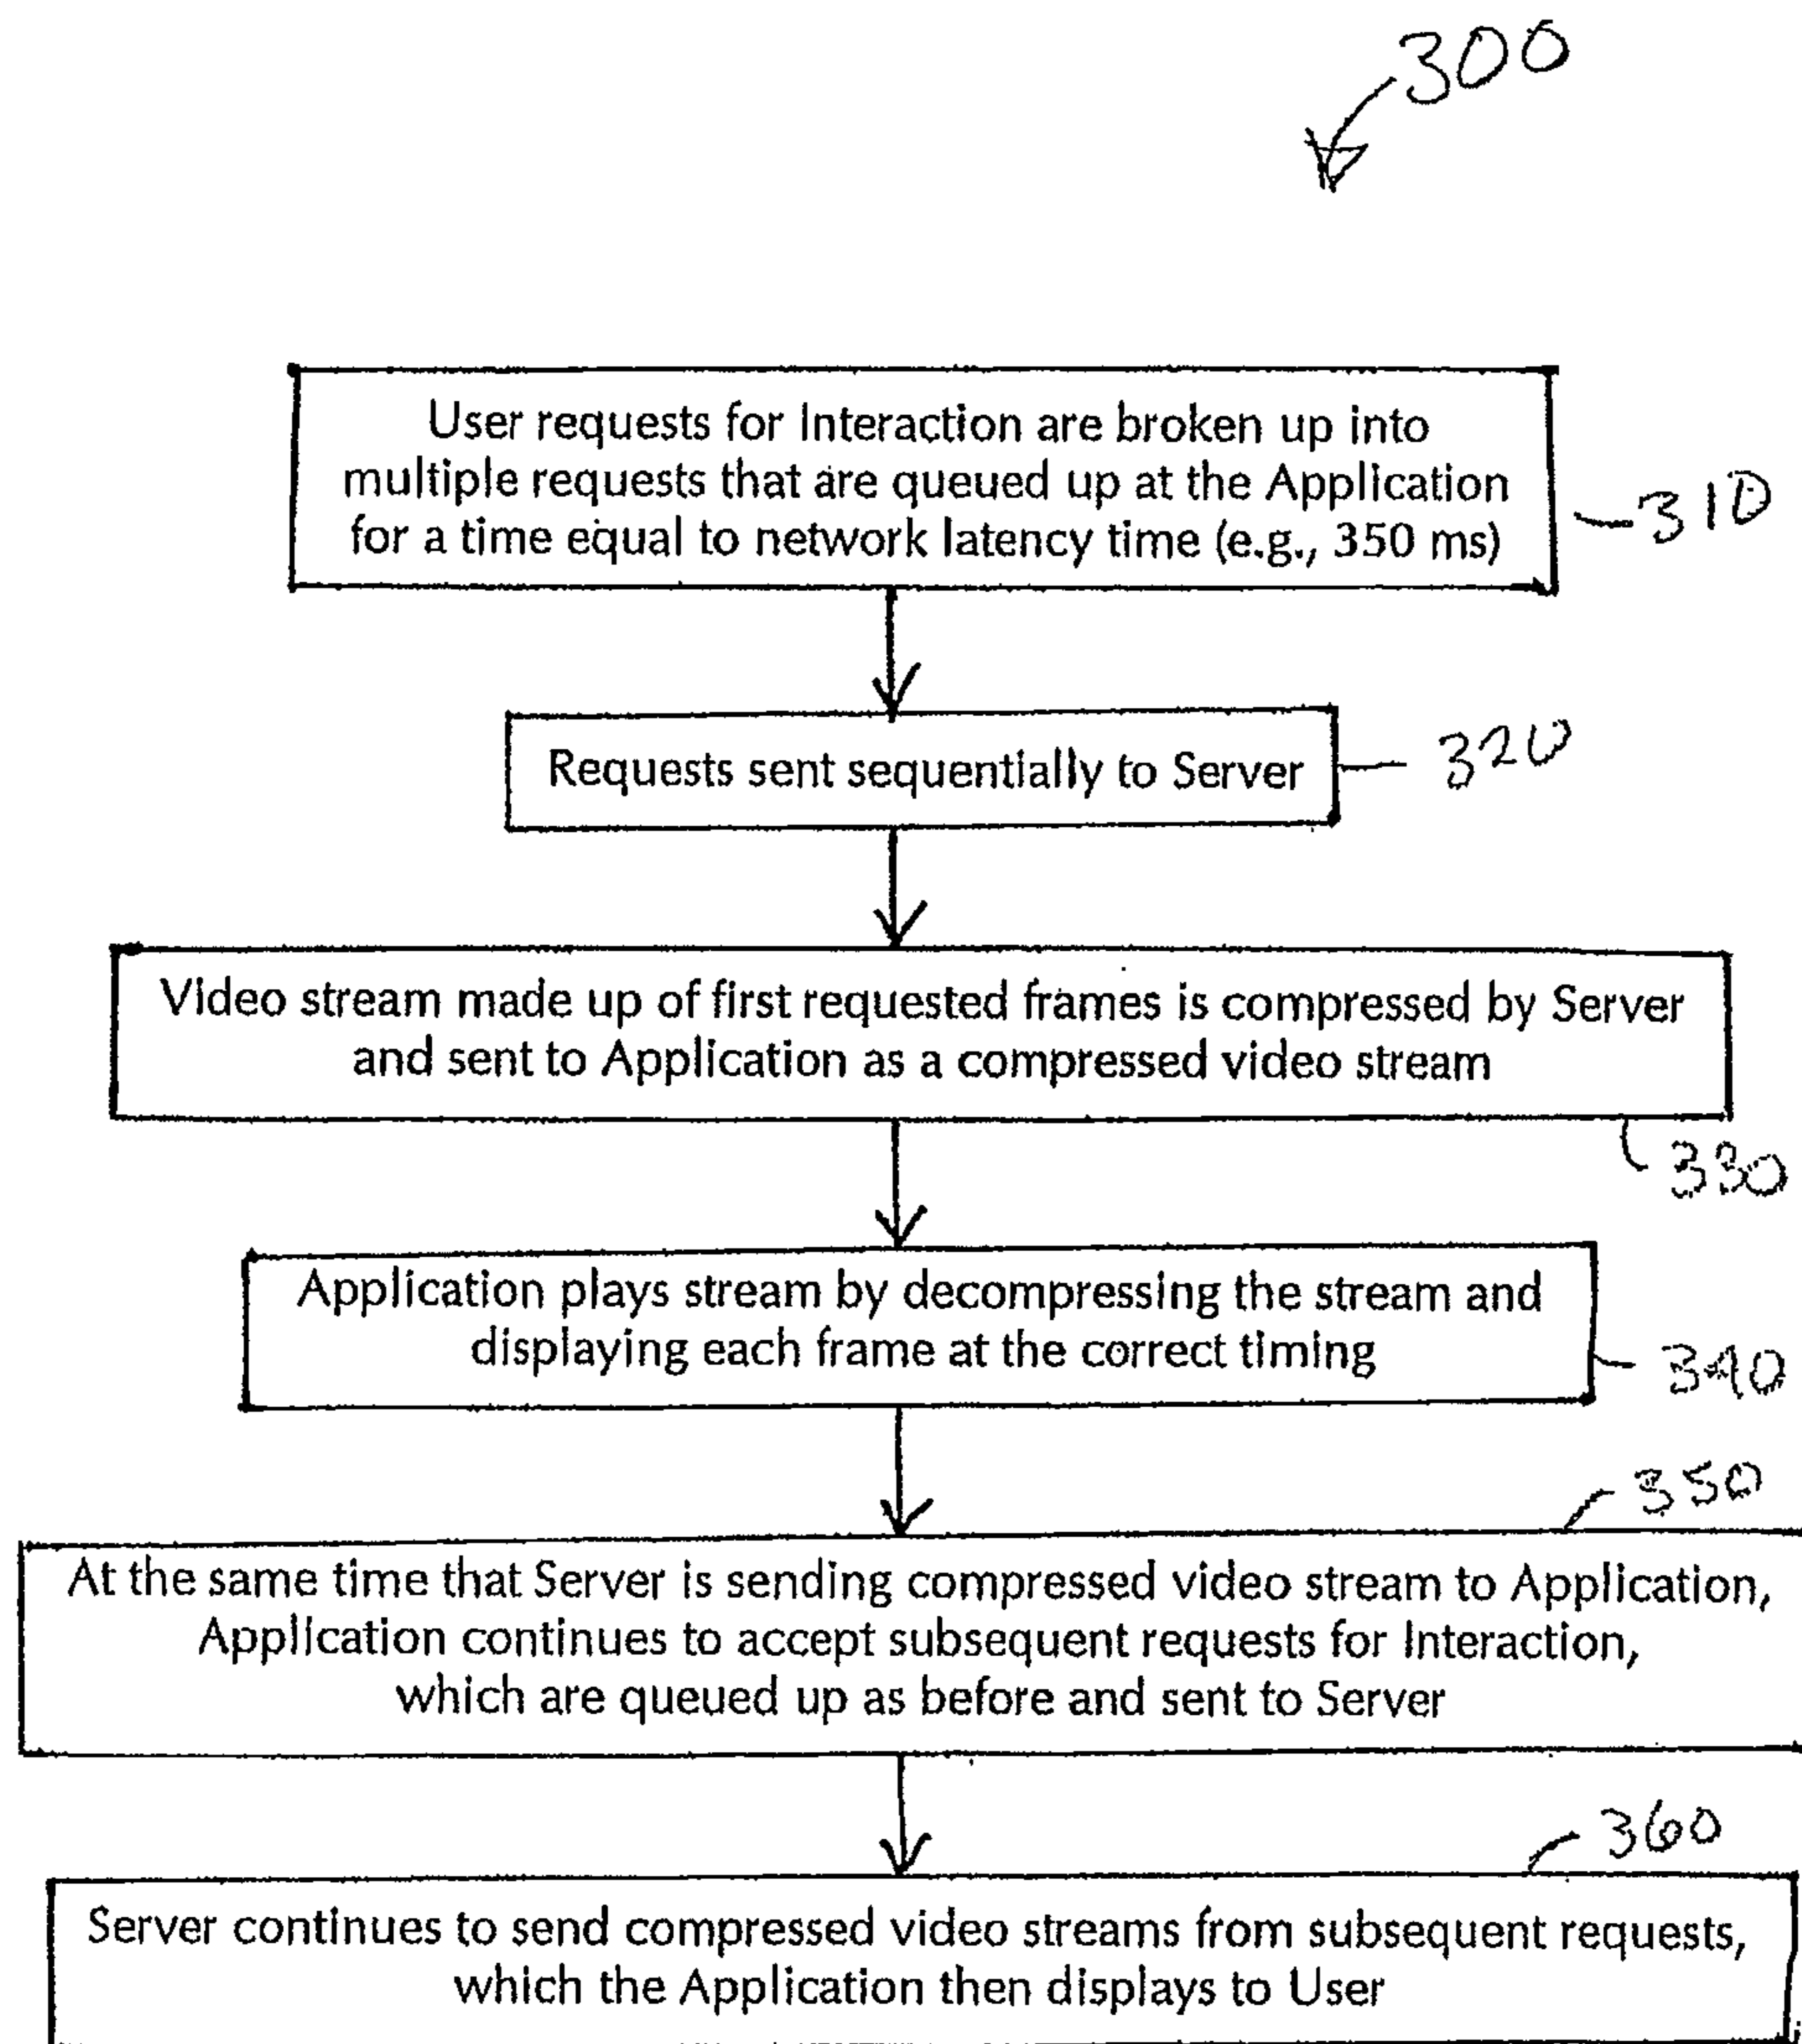 300
User requests for Interaction are broken up into
multiple requests that are queued up at the Application
for a time equal to network latency time (e.g., 350 ms)
310
Requests sent sequentially to Server
320
Video stream made up of first requested frames is compressed by Server
and sent to Application as a compressed video stream
330
Application plays stream by decompressing the stream and
displaying each frame at the correct timing
340
350
At the same time that Server is sending compressed video stream to Application,
Application continues to accept subsequent requests for Interaction,
which are queued up as before and sent to Server
360
Server continues to send compressed video streams from subsequent requests,
which the Application then displays to User